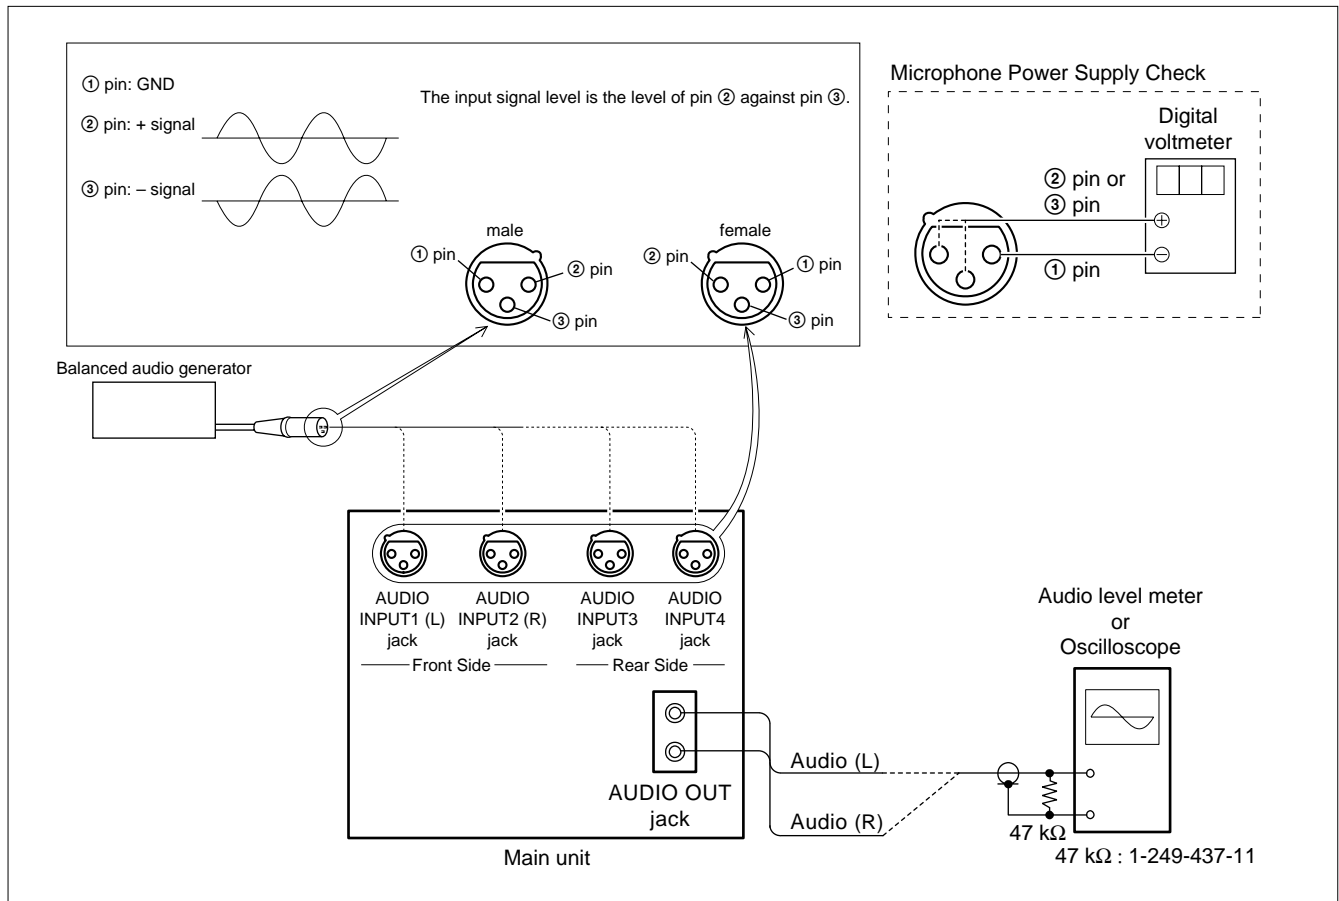 ① pin: GND
The input signal level is the level of pin ② against pin ③.
② pin: + signal
③ pin: – signal
male
① pin
② pin
③ pin
female
② pin
① pin
③ pin
Microphone Power Supply Check
Digital
voltmeter
② pin or
③ pin
① pin
Balanced audio generator
AUDIO
INPUT1 (L)
jack
AUDIO
INPUT2 (R)
jack
AUDIO
INPUT3
jack
AUDIO
INPUT4
jack
Front Side
Rear Side
AUDIO OUT
jack
Main unit
Audio (L)
Audio (R)
Audio level meter
or
Oscilloscope
47 kΩ
47 kΩ : 1-249-437-11